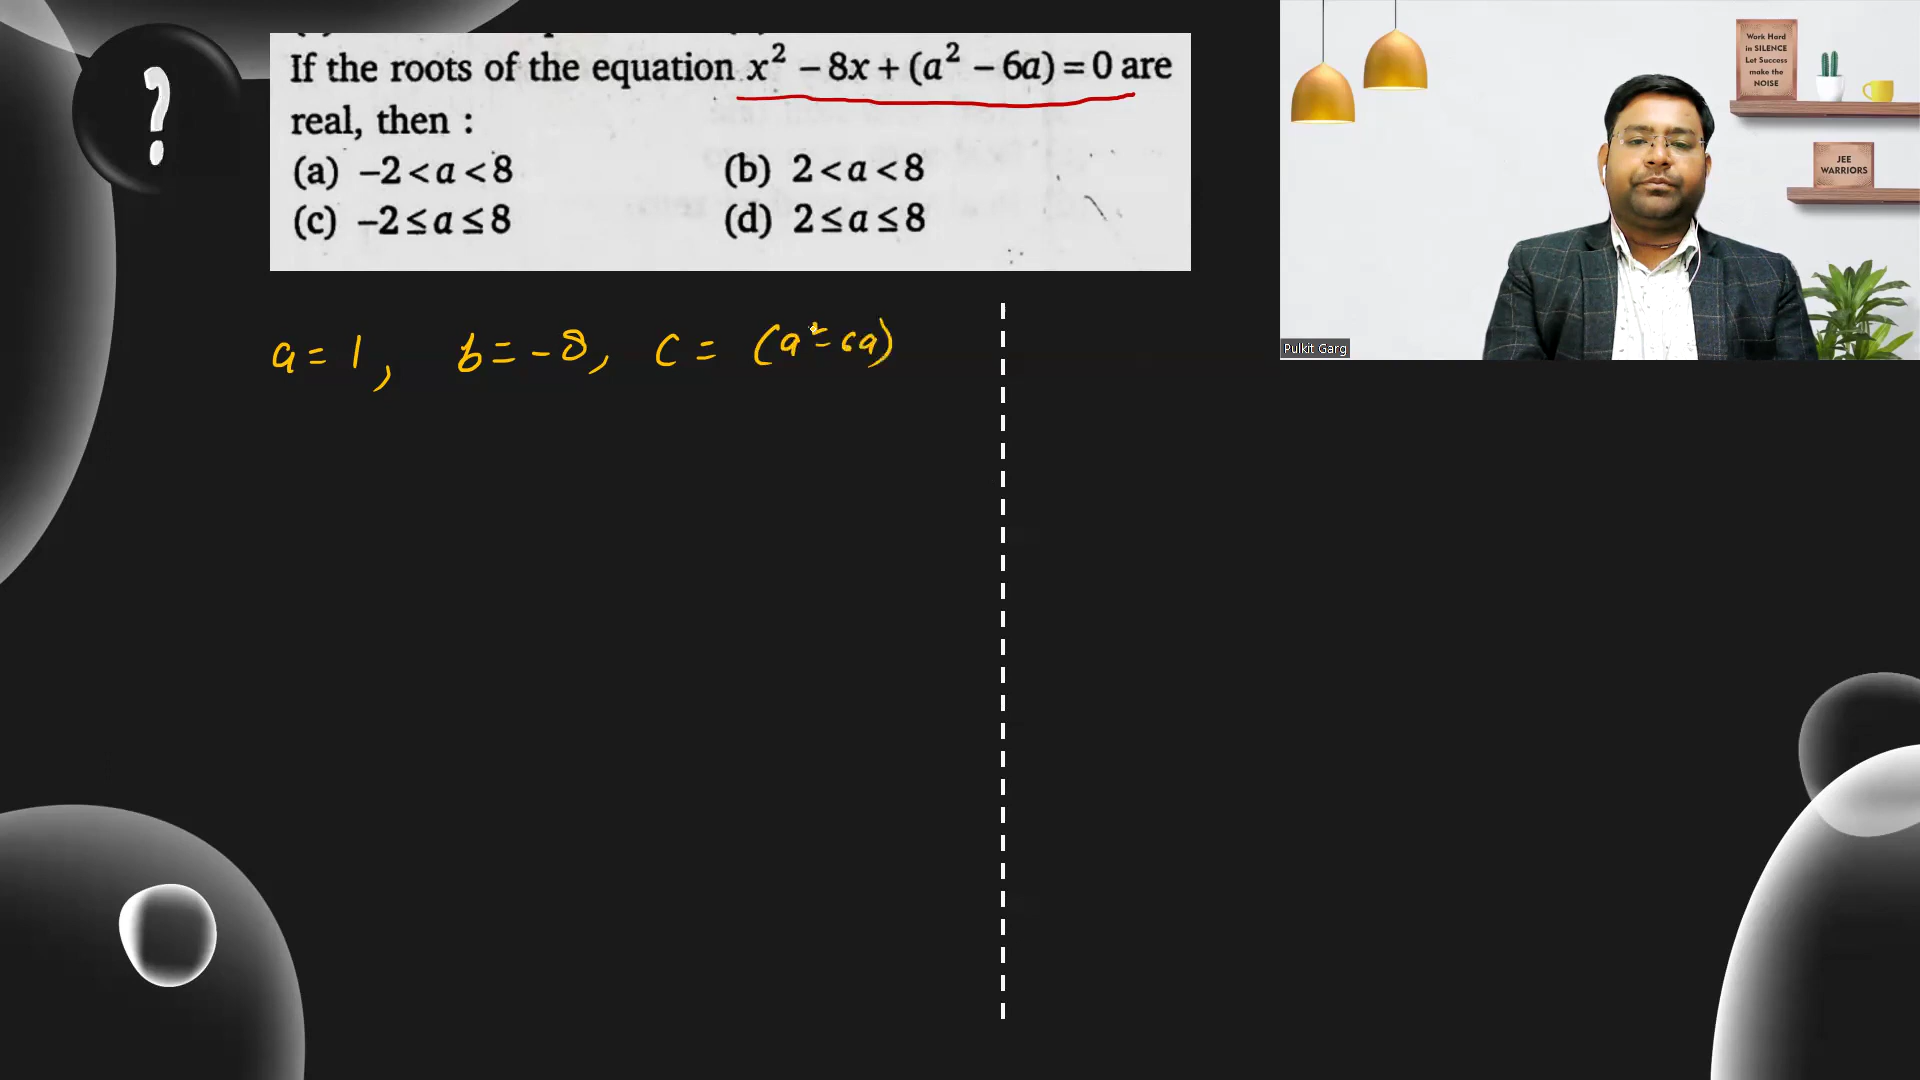 If the roots of the equation x² − 8x + (a² − 6a) = 0 are
real, then :
(a) −2 < a < 8 (b) 2 < a < 8
(c) −2 ≤ a ≤ 8 (d) 2 ≤ a ≤ 8
a = 1, b = −8, c = (a² − 6a)
Work Hard
in SILENCE
Let Success
make the
NOISE
JEE
WARRIORS
Pulkit Garg